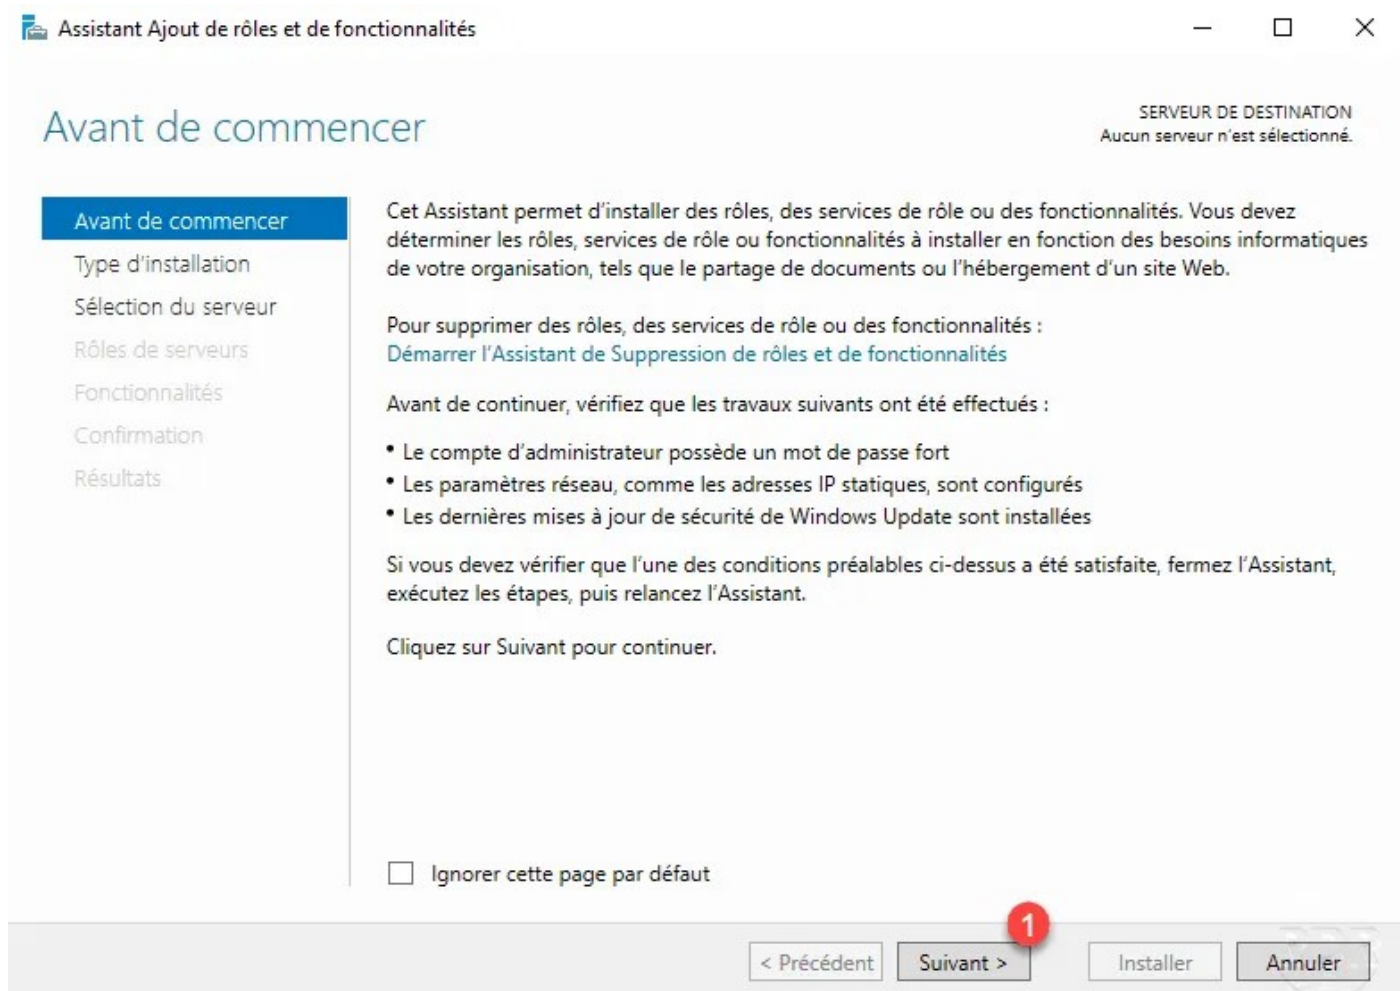 Assistant Ajout de rôles et de fonctionnalités
Avant de commencer
SERVEUR DE DESTINATION
Aucun serveur n'est sélectionné.
Avant de commencer
Type d'installation
Sélection du serveur
Rôles de serveurs
Fonctionnalités
Confirmation
Résultats
Cet Assistant permet d'installer des rôles, des services de rôle ou des fonctionnalités. Vous devez
déterminer les rôles, services de rôle ou fonctionnalités à installer en fonction des besoins informatiques
de votre organisation, tels que le partage de documents ou l'hébergement d'un site Web.
Pour supprimer des rôles, des services de rôle ou des fonctionnalités :
Démarrer l'Assistant de Suppression de rôles et de fonctionnalités
Avant de continuer, vérifiez que les travaux suivants ont été effectués :
• Le compte d'administrateur possède un mot de passe fort
• Les paramètres réseau, comme les adresses IP statiques, sont configurés
• Les dernières mises à jour de sécurité de Windows Update sont installées
Si vous devez vérifier que l'une des conditions préalables ci-dessus a été satisfaite, fermez l'Assistant,
exécutez les étapes, puis relancez l'Assistant.
Cliquez sur Suivant pour continuer.
Ignorer cette page par défaut
1
< Précédent
Suivant >
Installer
Annuler